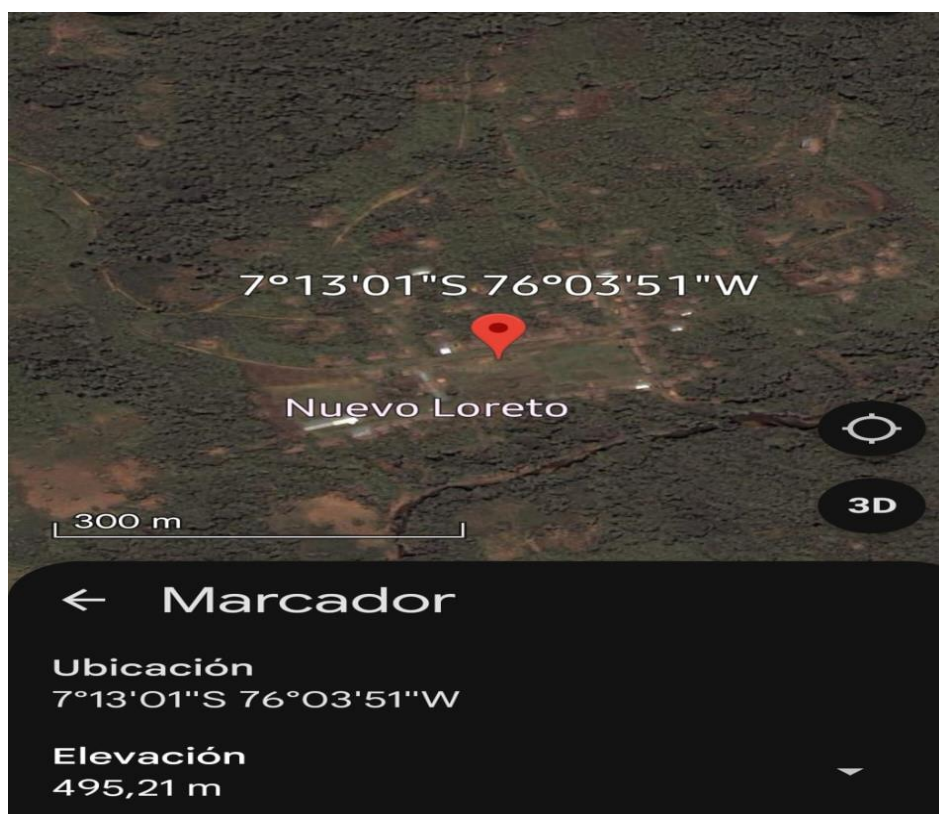 7°13'01"S 76°03'51"W
Nuevo Loreto
300 m
3D
← Marcador
Ubicación
7°13'01"S 76°03'51"W
Elevación
495,21 m